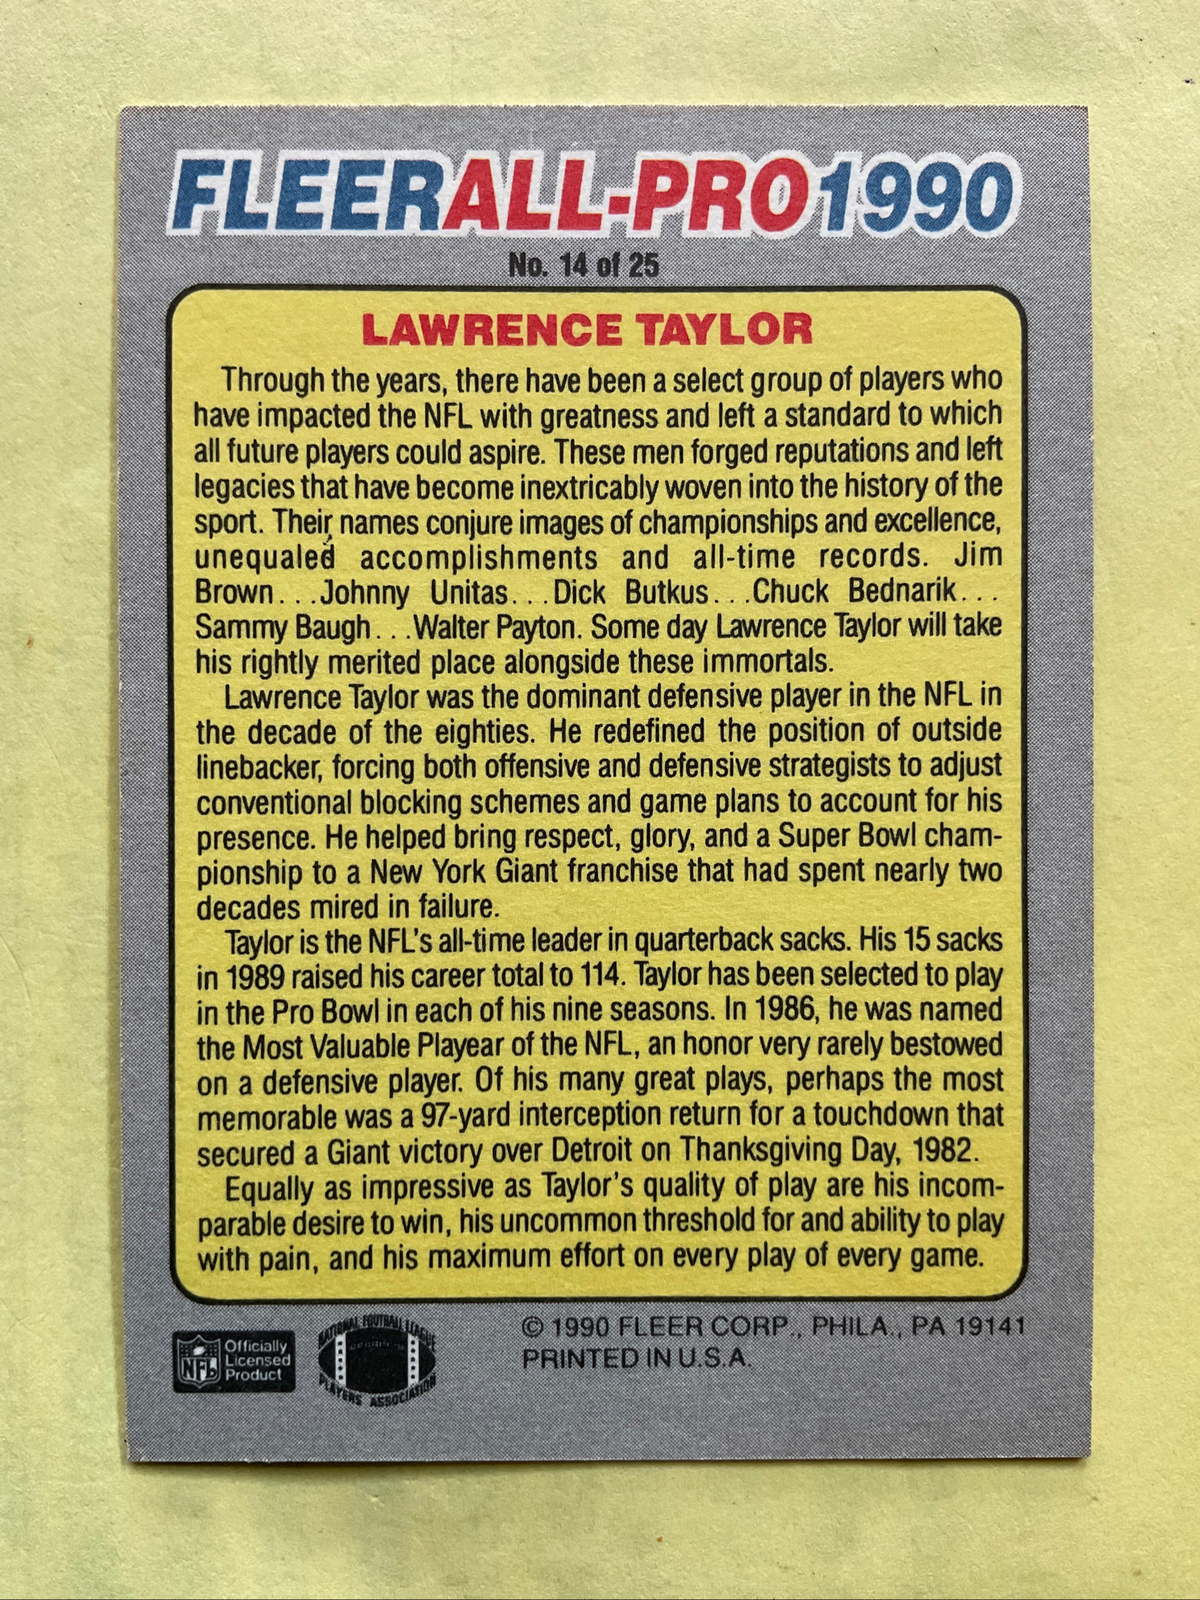 FLEER ALL-PRO 1990
No. 14 of 25
LAWRENCE TAYLOR
Through the years, there have been a select group of players who
have impacted the NFL with greatness and left a standard to which
all future players could aspire. These men forged reputations and left
legacies that have become inextricably woven into the history of the
sport. Their names conjure images of championships and excellence,
unequaled accomplishments and all-time records. Jim
Brown...Johnny Unitas...Dick Butkus...Chuck Bednarik...
Sammy Baugh...Walter Payton. Some day Lawrence Taylor will take
his rightly merited place alongside these immortals.
Lawrence Taylor was the dominant defensive player in the NFL in
the decade of the eighties. He redefined the position of outside
linebacker, forcing both offensive and defensive strategists to adjust
conventional blocking schemes and game plans to account for his
presence. He helped bring respect, glory, and a Super Bowl cham-
pionship to a New York Giant franchise that had spent nearly two
decades mired in failure.
Taylor is the NFL's all-time leader in quarterback sacks. His 15 sacks
in 1989 raised his career total to 114. Taylor has been selected to play
in the Pro Bowl in each of his nine seasons. In 1986, he was named
the Most Valuable Playear of the NFL, an honor very rarely bestowed
on a defensive player. Of his many great plays, perhaps the most
memorable was a 97-yard interception return for a touchdown that
secured a Giant victory over Detroit on Thanksgiving Day, 1982.
Equally as impressive as Taylor's quality of play are his incom-
parable desire to win, his uncommon threshold for and ability to play
with pain, and his maximum effort on every play of every game.
NFL
Officially
Licensed
Product
NATIONAL FOOTBALL LEAGUE
PLAYERS ASSOCIATION
© 1990 FLEER CORP., PHILA., PA 19141
PRINTED IN U.S.A.